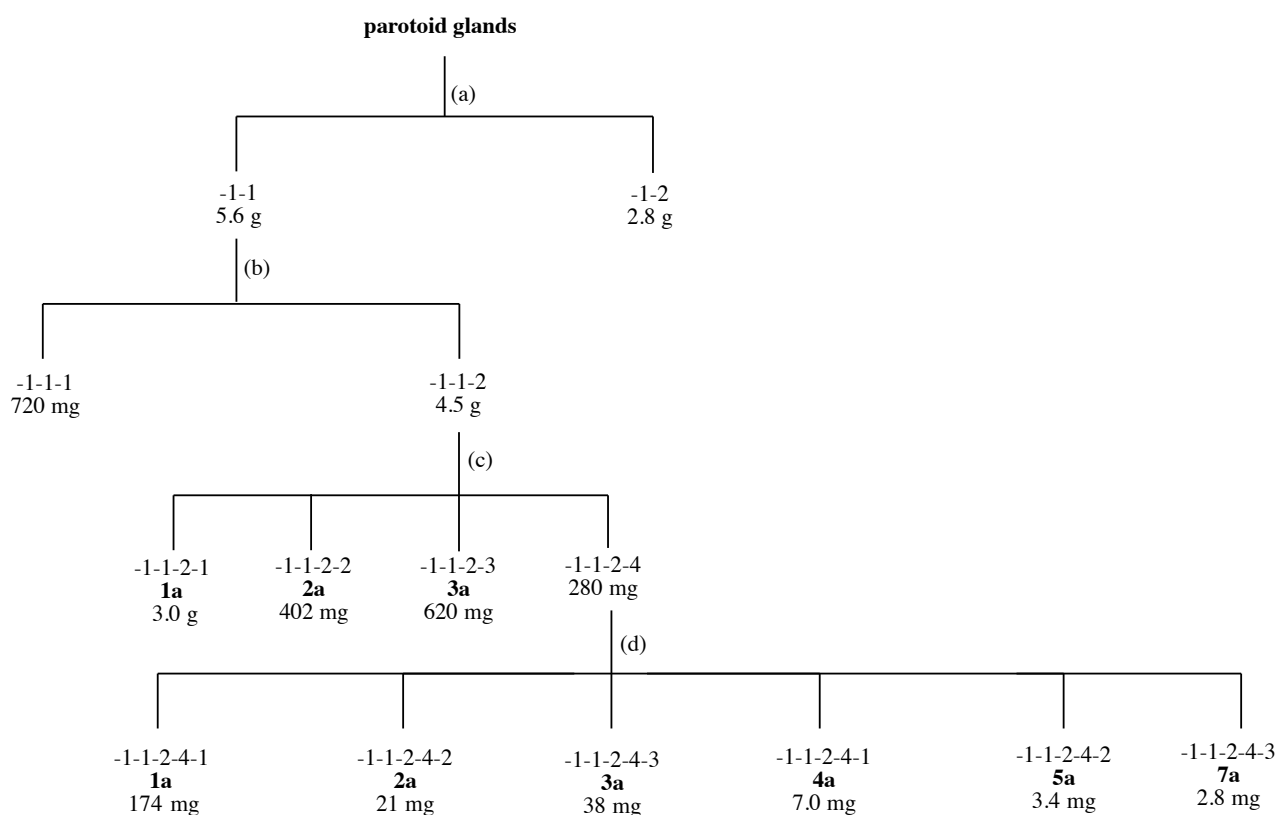 parotoid glands
(a)
-1-1
5.6 g
-1-2
2.8 g
(b)
-1-1-1
720 mg
-1-1-2
4.5 g
(c)
-1-1-2-1
1a
3.0 g
-1-1-2-2
2a
402 mg
-1-1-2-3
3a
620 mg
-1-1-2-4
280 mg
(d)
-1-1-2-4-1
1a
174 mg
-1-1-2-4-2
2a
21 mg
-1-1-2-4-3
3a
38 mg
-1-1-2-4-1
4a
7.0 mg
-1-1-2-4-2
5a
3.4 mg
-1-1-2-4-3
7a
2.8 mg